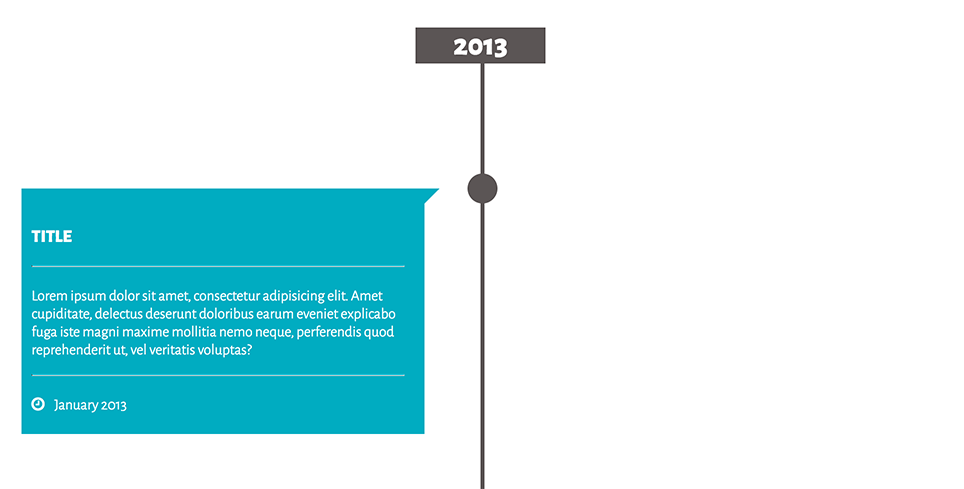 2013
TITLE
Lorem ipsum dolor sit amet, consectetur adipisicing elit. Amet
cupiditate, delectus deserunt doloribus earum eveniet explicabo
fuga iste magni maxime mollitia nemo neque, perferendis quod
reprehenderit ut, vel veritatis voluptas?
January 2013